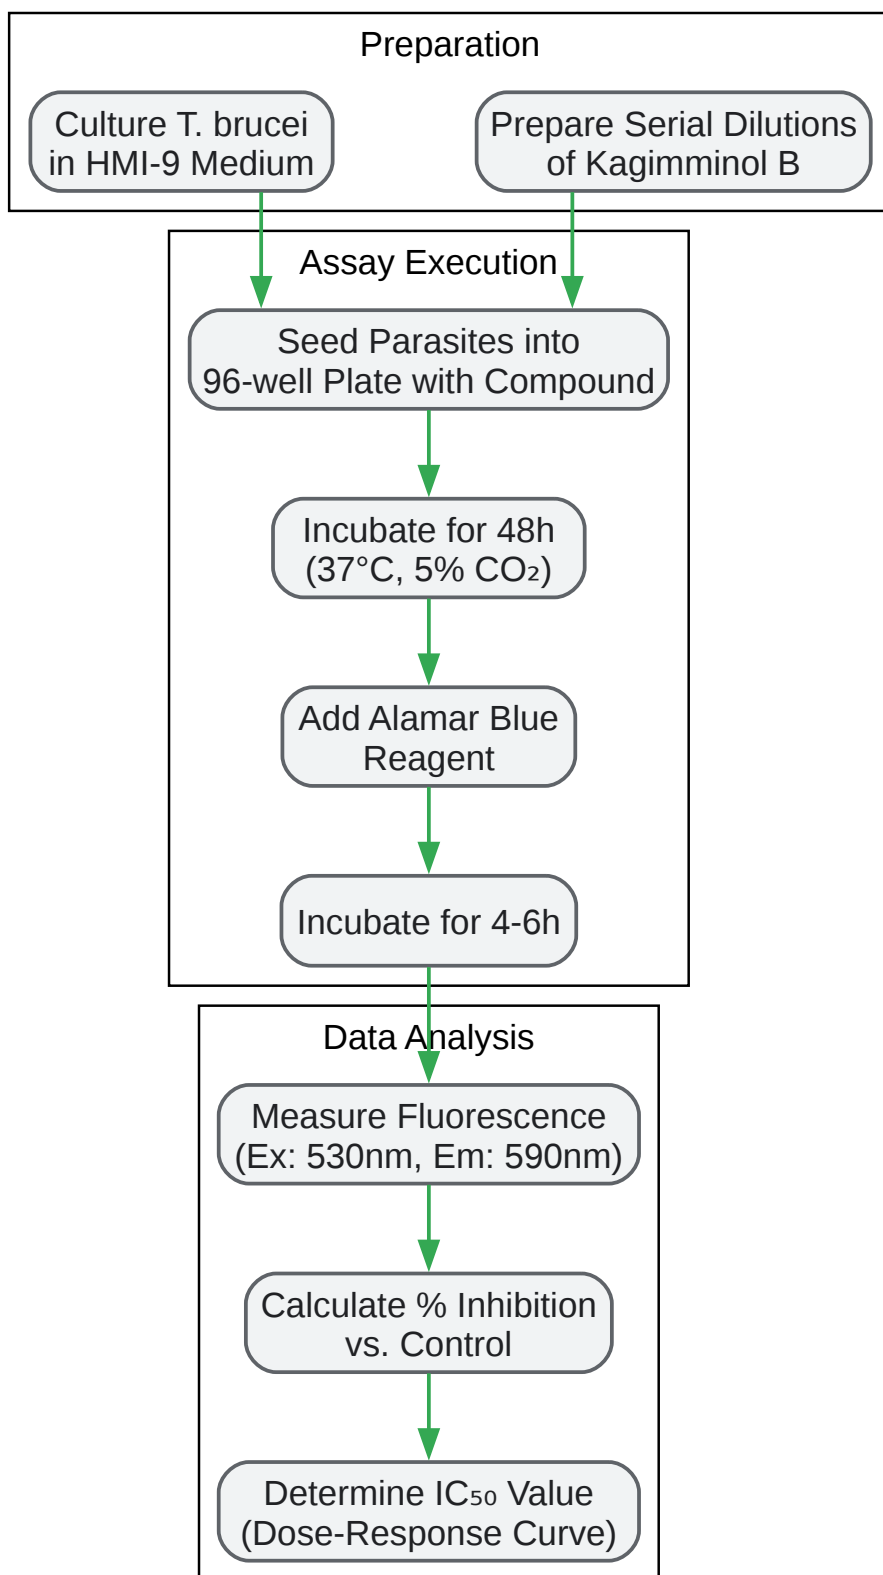 Preparation
Culture T. brucei
in HMI-9 Medium
Prepare Serial Dilutions
of Kagimminol B
Assay Execution
Seed Parasites into
96-well Plate with Compound
Incubate for 48h
(37°C, 5% CO₂)
Add Alamar Blue
Reagent
Incubate for 4-6h
Data Analysis
Measure Fluorescence
(Ex: 530nm, Em: 590nm)
Calculate % Inhibition
vs. Control
Determine IC₅₀ Value
(Dose-Response Curve)